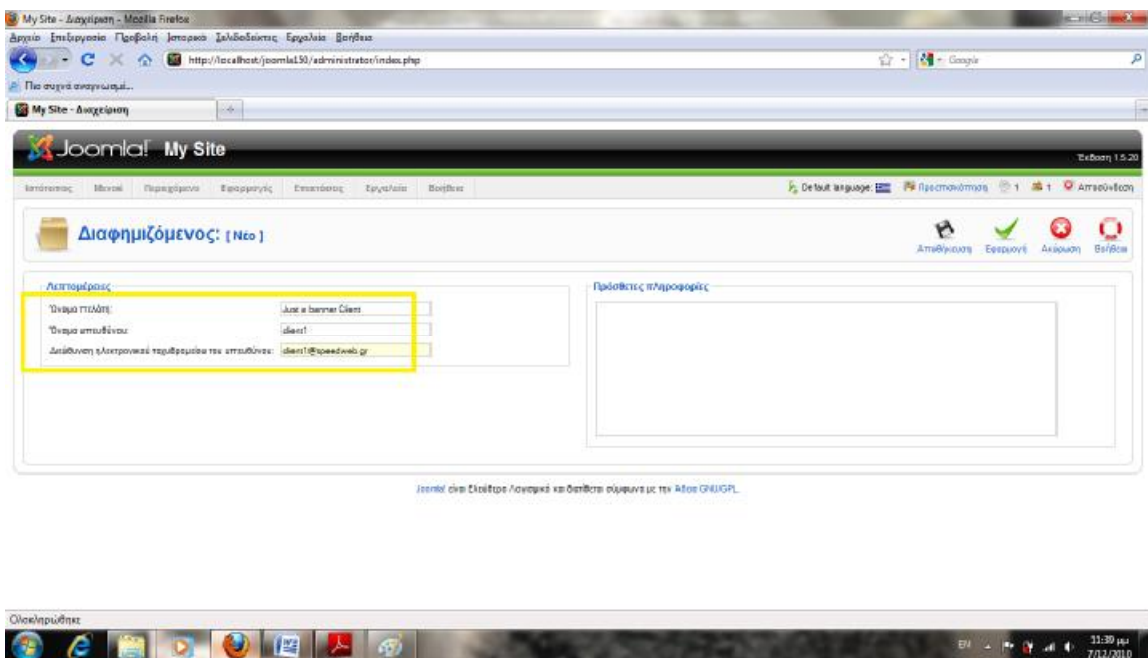 My Site - Διαχείριση - Mozilla Firefox
Αρχείο Επεξεργασία Προβολή Ιστορικό Σελιδοδείκτες Εργαλεία Βοήθεια
http://localhost/joomla150/administrator/index.php
Google
Πιο συχνά αναγνωσμέ...
My Site - Διαχείριση
Joomla! My Site
Έκδοση 1.5.20
Ιστότοπος Μενού Περιεχόμενο Εφαρμογές Επεκτάσεις Εργαλεία Βοήθεια
Default language: Προεπισκόπηση 1 1 Αποσύνδεση
Διαφημιζόμενος: [ Νέο ]
Αποθήκευση Εφαρμογή Ακύρωση Βοήθεια
Λεπτομέρειες
Όνομα πελάτη: Just a banner Client
Όνομα υπευθύνου: client1
Διεύθυνση ηλεκτρονικού ταχυδρομείου του υπευθύνου: client1@speedweb.gr
Πρόσθετες πληροφορίες
Joomla! είναι Ελεύθερο Λογισμικό και διατίθεται σύμφωνα με την Άδεια GNU/GPL.
Ολοκληρώθηκε
EN
11:39 μμ
7/12/2010